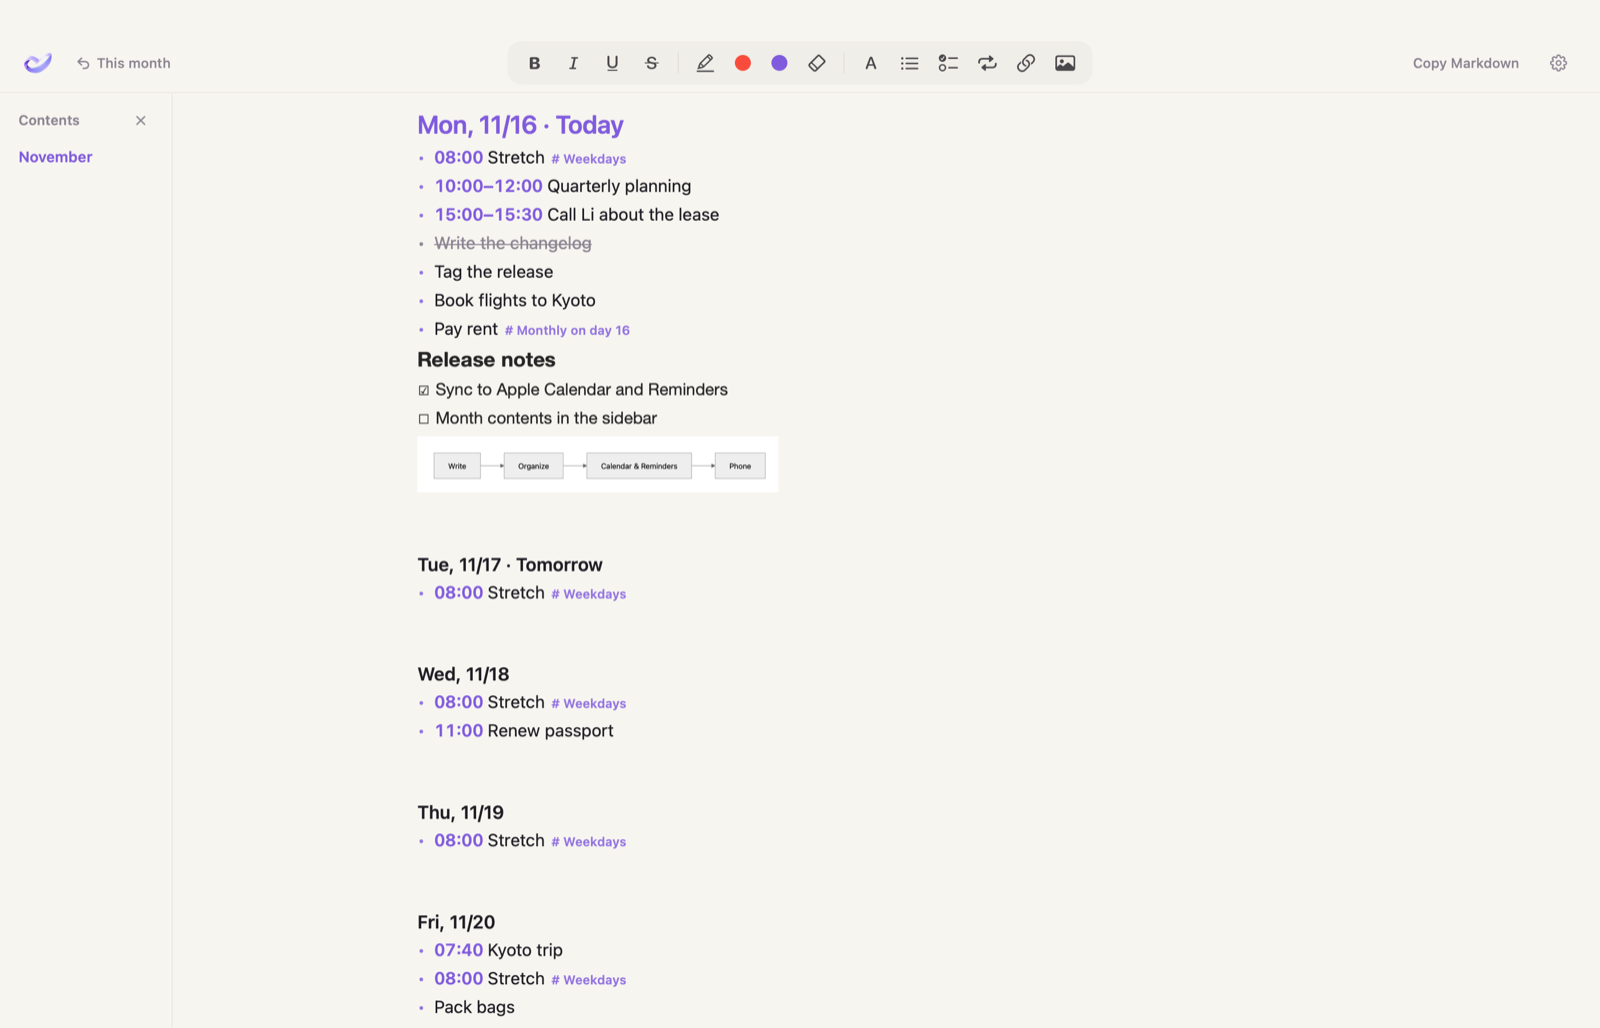 This month
B I U S
A
Copy Markdown
Contents
November
Mon, 11/16 · Today
• 08:00 Stretch # Weekdays
• 10:00–12:00 Quarterly planning
• 15:00–15:30 Call Li about the lease
• Write the changelog
• Tag the release
• Book flights to Kyoto
• Pay rent # Monthly on day 16
Release notes
☑ Sync to Apple Calendar and Reminders
☐ Month contents in the sidebar
Write Organize Calendar & Reminders Phone
Tue, 11/17 · Tomorrow
• 08:00 Stretch # Weekdays
Wed, 11/18
• 08:00 Stretch # Weekdays
• 11:00 Renew passport
Thu, 11/19
• 08:00 Stretch # Weekdays
Fri, 11/20
• 07:40 Kyoto trip
• 08:00 Stretch # Weekdays
• Pack bags